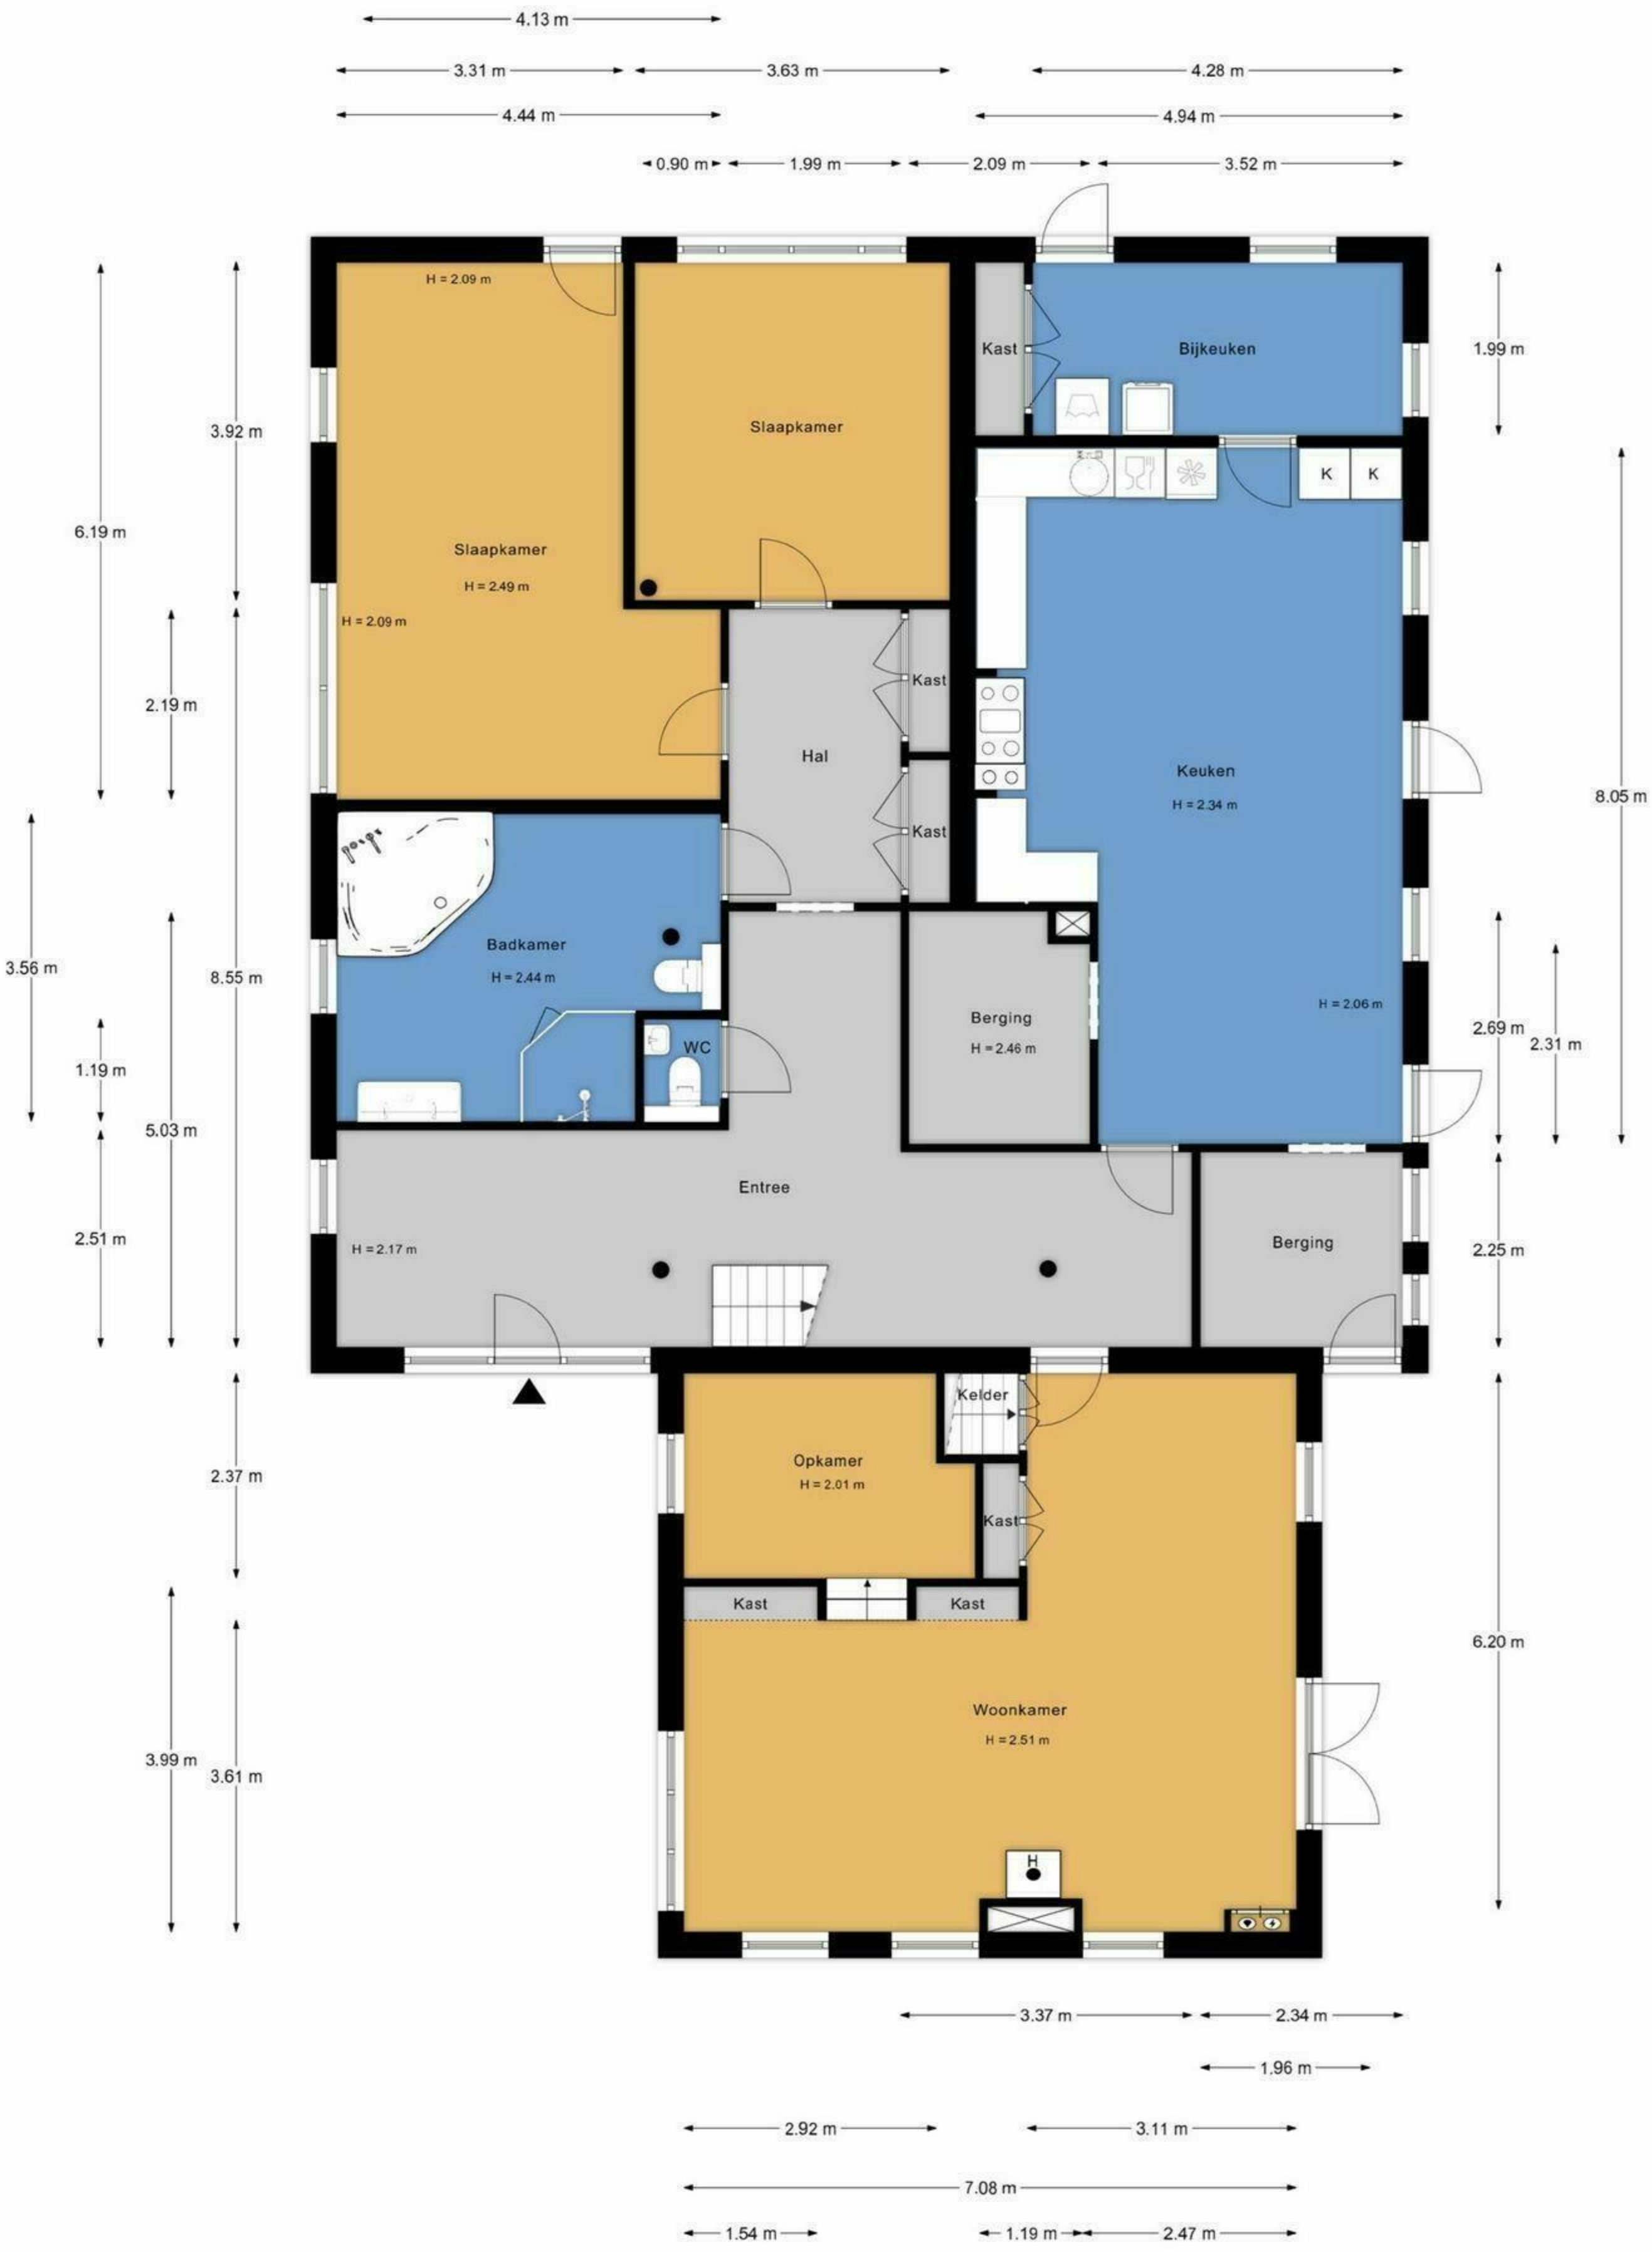 4.13 m
3.31 m
3.63 m
4.28 m
4.44 m
4.94 m
0.90 m
1.99 m
2.09 m
3.52 m
H = 2.09 m
Kast
Bijkeuken
1.99 m
3.92 m
Slaapkamer
K
K
6.19 m
Slaapkamer
H = 2.49 m
H = 2.09 m
2.19 m
Kast
Hal
Keuken
H = 2.34 m
8.05 m
Kast
3.56 m
8.55 m
Badkamer
H = 2.44 m
H = 2.06 m
Berging
H = 2.46 m
2.69 m
2.31 m
WC
1.19 m
5.03 m
Entree
2.51 m
H = 2.17 m
Berging
2.25 m
Kelder
2.37 m
Opkamer
H = 2.01 m
Kast
Kast
Kast
6.20 m
Woonkamer
H = 2.51 m
3.99 m
3.61 m
H
3.37 m
2.34 m
1.96 m
2.92 m
3.11 m
7.08 m
1.54 m
1.19 m
2.47 m